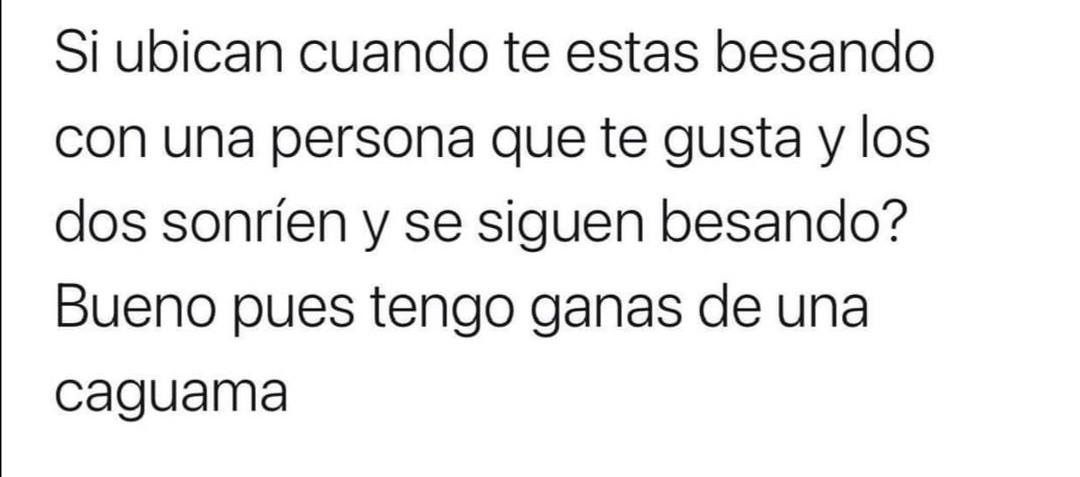 Si ubican cuando te estas besando
con una persona que te gusta y los
dos sonríen y se siguen besando?
Bueno pues tengo ganas de una
caguama